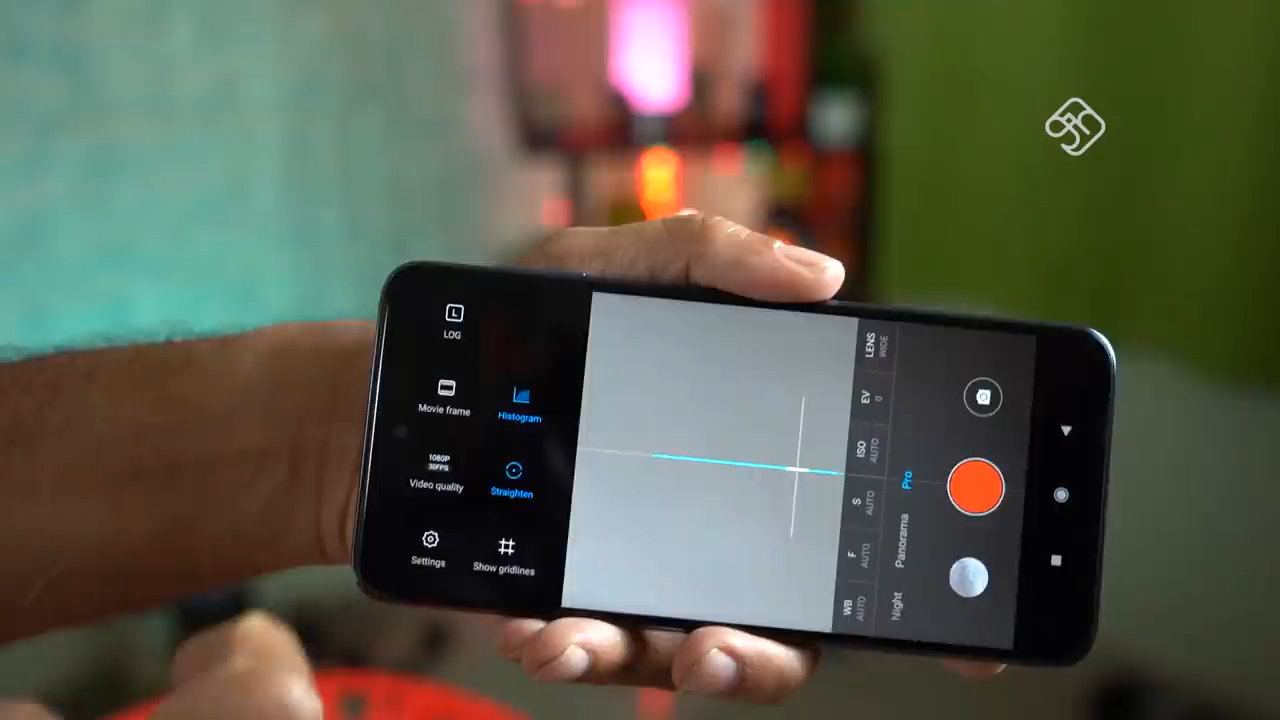 LOG
Movie frame
Histogram
1080P
30FPS
Video quality
Straighten
Settings
Show gridlines
LENS
WIDE
EV
0
ISO
AUTO
S
AUTO
F
AUTO
WB
AUTO
Pro
Panorama
Night